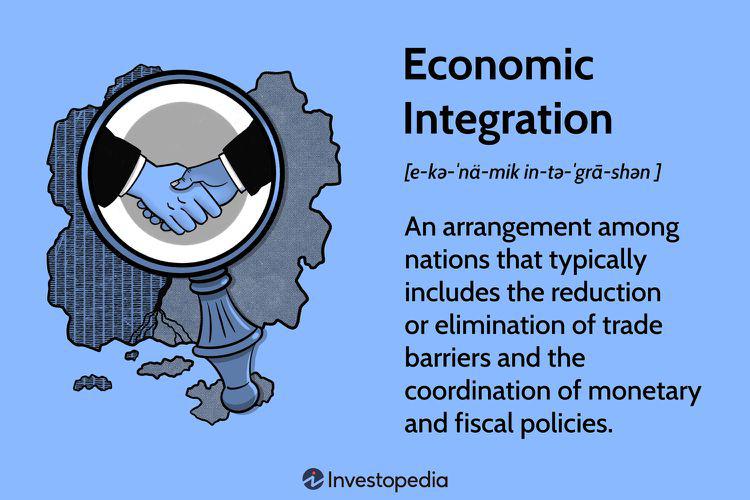 Economic
Integration
[e-kə-ˈnä-mik in-tə-ˈgrā-shən ]
An arrangement among
nations that typically
includes the reduction
or elimination of trade
barriers and the
coordination of monetary
and fiscal policies.
Investopedia